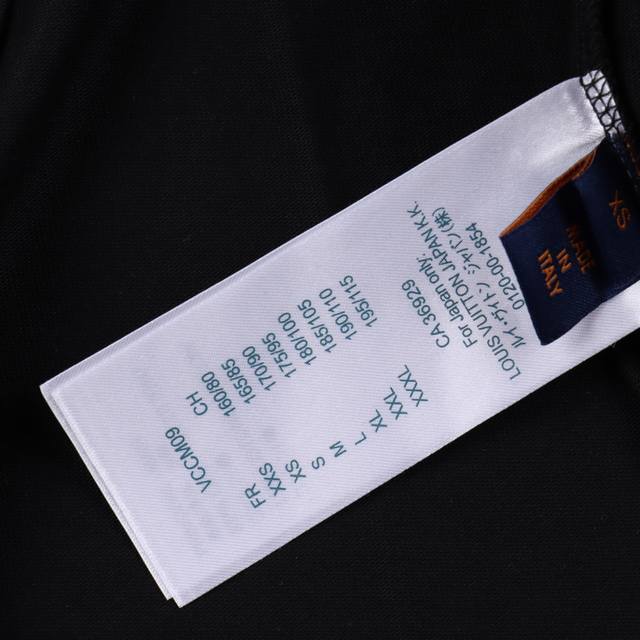 VCCM09
FR CH
XXS 160/80
XS 165/85
S 170/90
M 175/95
L 180/100
XL 185/105
XXL 190/110
XXXL 195/115
CA 36929
For Japan only:
LOUIS VUITTON JAPAN K.K.
ルイ・ヴィトン ジャパン(株)
0120-00-1854
XS
MADE
IN
ITALY